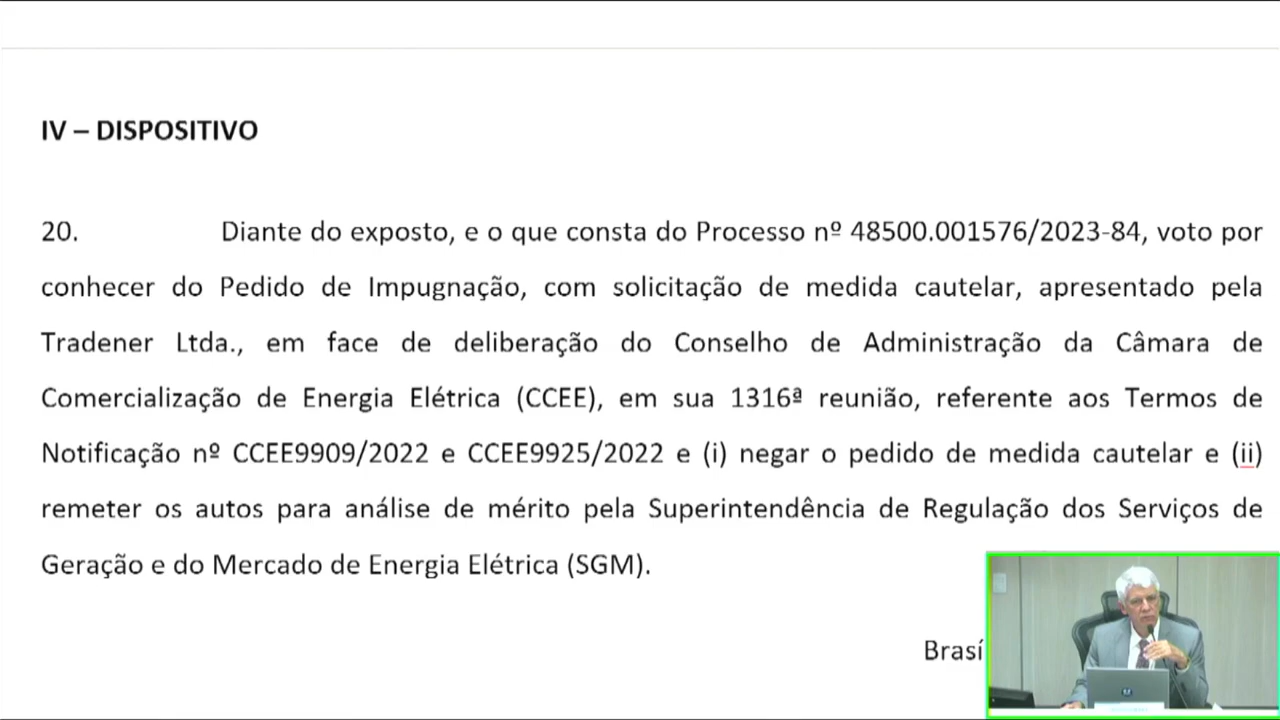 IV – DISPOSITIVO
20. Diante do exposto, e o que consta do Processo nº 48500.001576/2023-84, voto por
conhecer do Pedido de Impugnação, com solicitação de medida cautelar, apresentado pela
Tradener Ltda., em face de deliberação do Conselho de Administração da Câmara de
Comercialização de Energia Elétrica (CCEE), em sua 1316ª reunião, referente aos Termos de
Notificação nº CCEE9909/2022 e CCEE9925/2022 e (i) negar o pedido de medida cautelar e (ii)
remeter os autos para análise de mérito pela Superintendência de Regulação dos Serviços de
Geração e do Mercado de Energia Elétrica (SGM).
Brasí